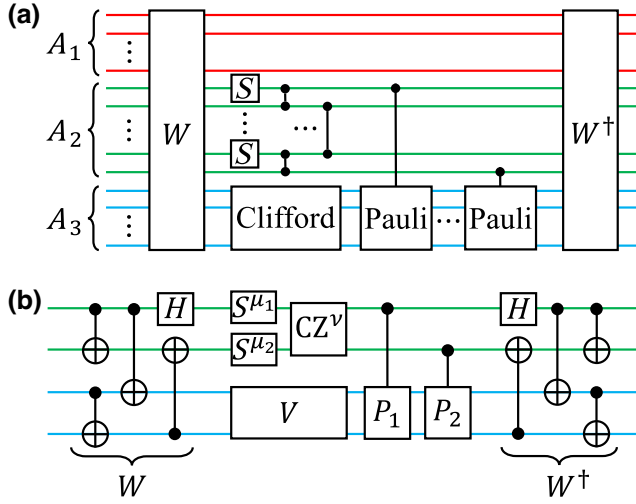 (a)
A₁ ⋮
A₂ ⋮
A₃ ⋮
W
S
⋮
S
⋯
Clifford Pauli ⋯ Pauli
W†
(b)
H S^μ₁ CZ^ν H
S^μ₂
V P₁ P₂
W W†